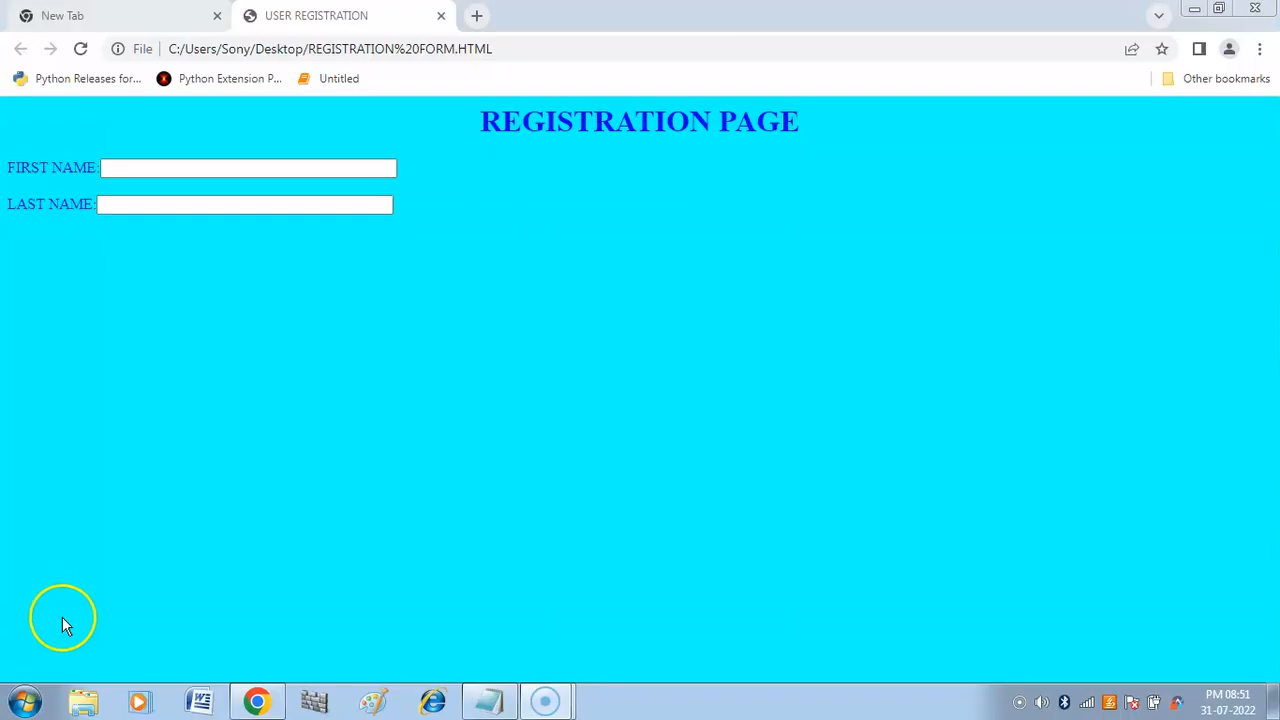 New Tab
USER REGISTRATION
File C:/Users/Sony/Desktop/REGISTRATION%20FORM.HTML
Python Releases for... Python Extension P... Untitled Other bookmarks
REGISTRATION PAGE
FIRST NAME:
LAST NAME:
PM 08:51
31-07-2022